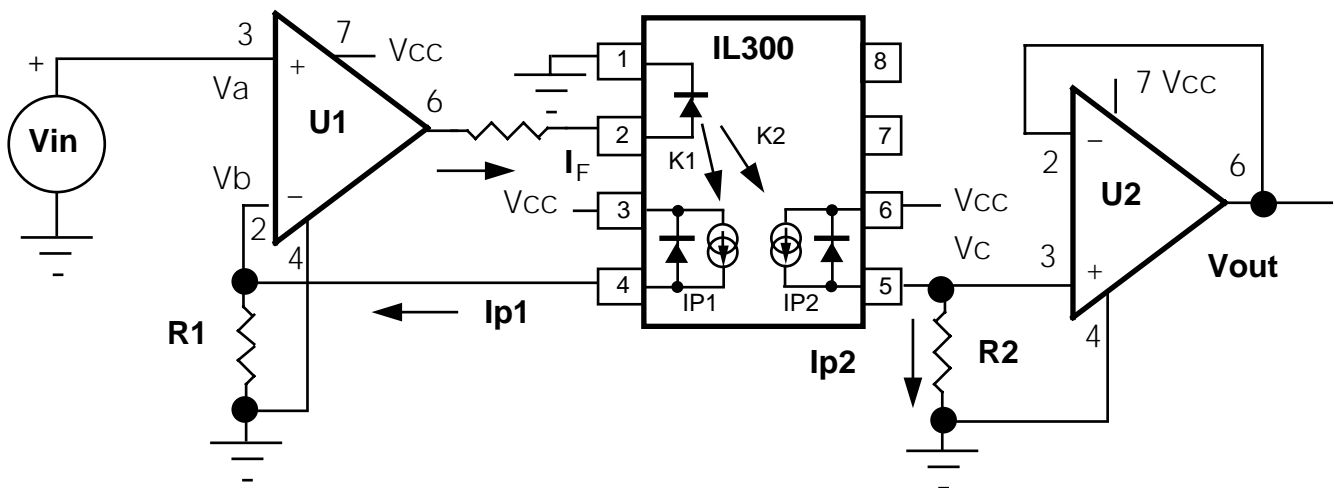 IL300
3
7
VCC
+
Va
+
U1
6
Vin
Vb
−
2
4
IF
VCC
1
2
3
4
8
7
6
5
K1
K2
IP1
IP2
VCC
VC
7 VCC
−
2
6
U2
3
+
4
Vout
R1
Ip1
Ip2
R2